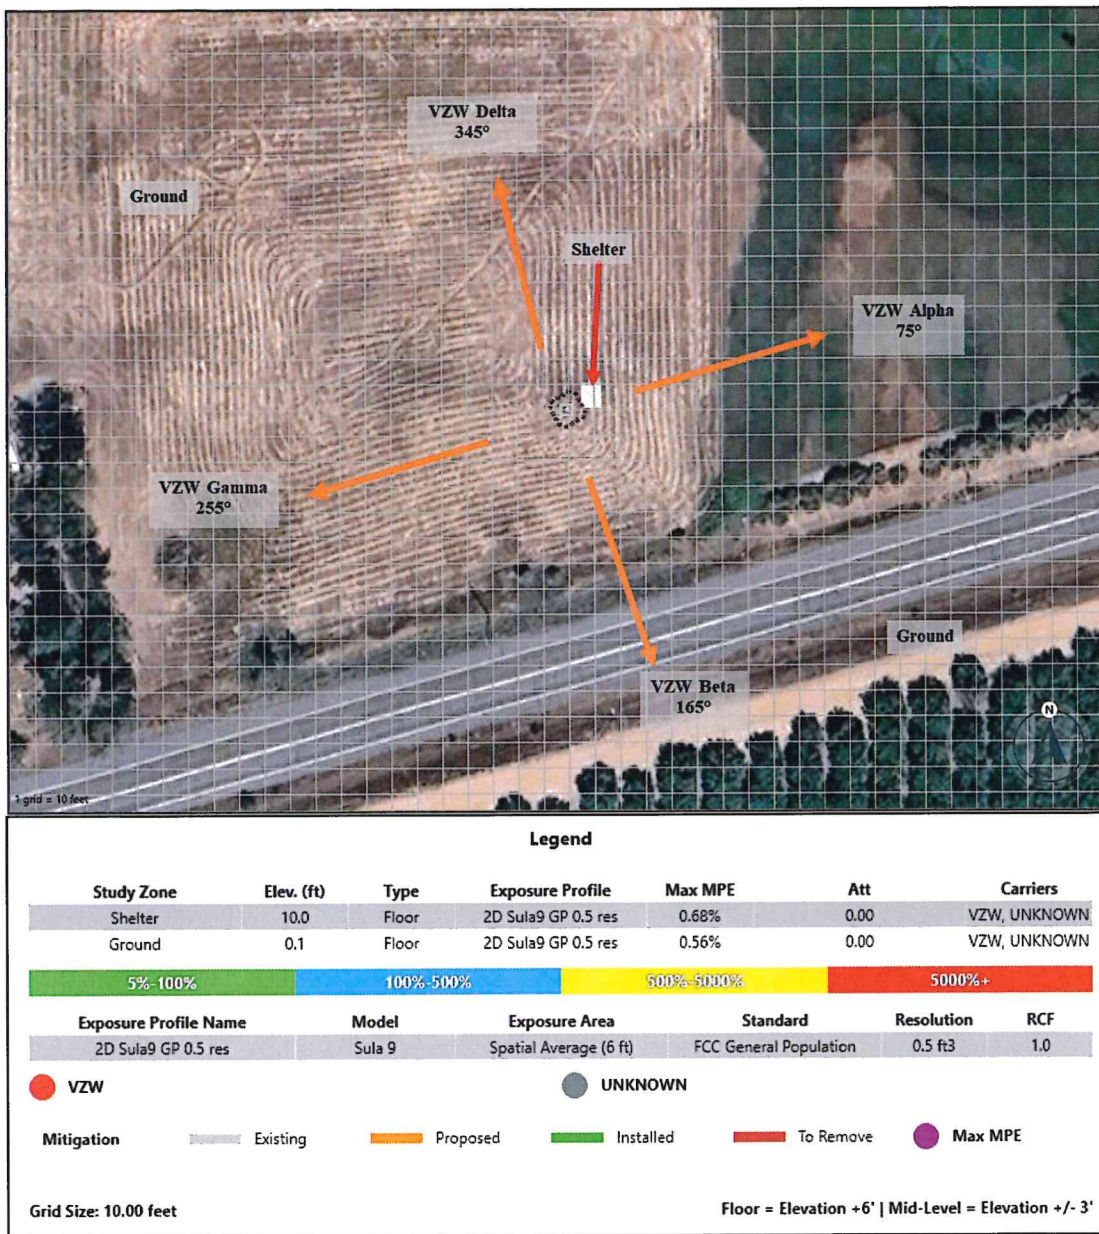 VZW Delta
345°
Ground
Shelter
VZW Alpha
75°
VZW Gamma
255°
Ground
VZW Beta
165°
N
1 grid = 10 feet
Legend
Study Zone Elev. (ft) Type Exposure Profile Max MPE Att Carriers
Shelter 10.0 Floor 2D Sula9 GP 0.5 res 0.68% 0.00 VZW, UNKNOWN
Ground 0.1 Floor 2D Sula9 GP 0.5 res 0.56% 0.00 VZW, UNKNOWN
5%-100% 100%-500% 500%-5000% 5000%+
Exposure Profile Name Model Exposure Area Standard Resolution RCF
2D Sula9 GP 0.5 res Sula 9 Spatial Average (6 ft) FCC General Population 0.5 ft3 1.0
VZW UNKNOWN
Mitigation Existing Proposed Installed To Remove Max MPE
Grid Size: 10.00 feet Floor = Elevation +6' | Mid-Level = Elevation +/- 3'